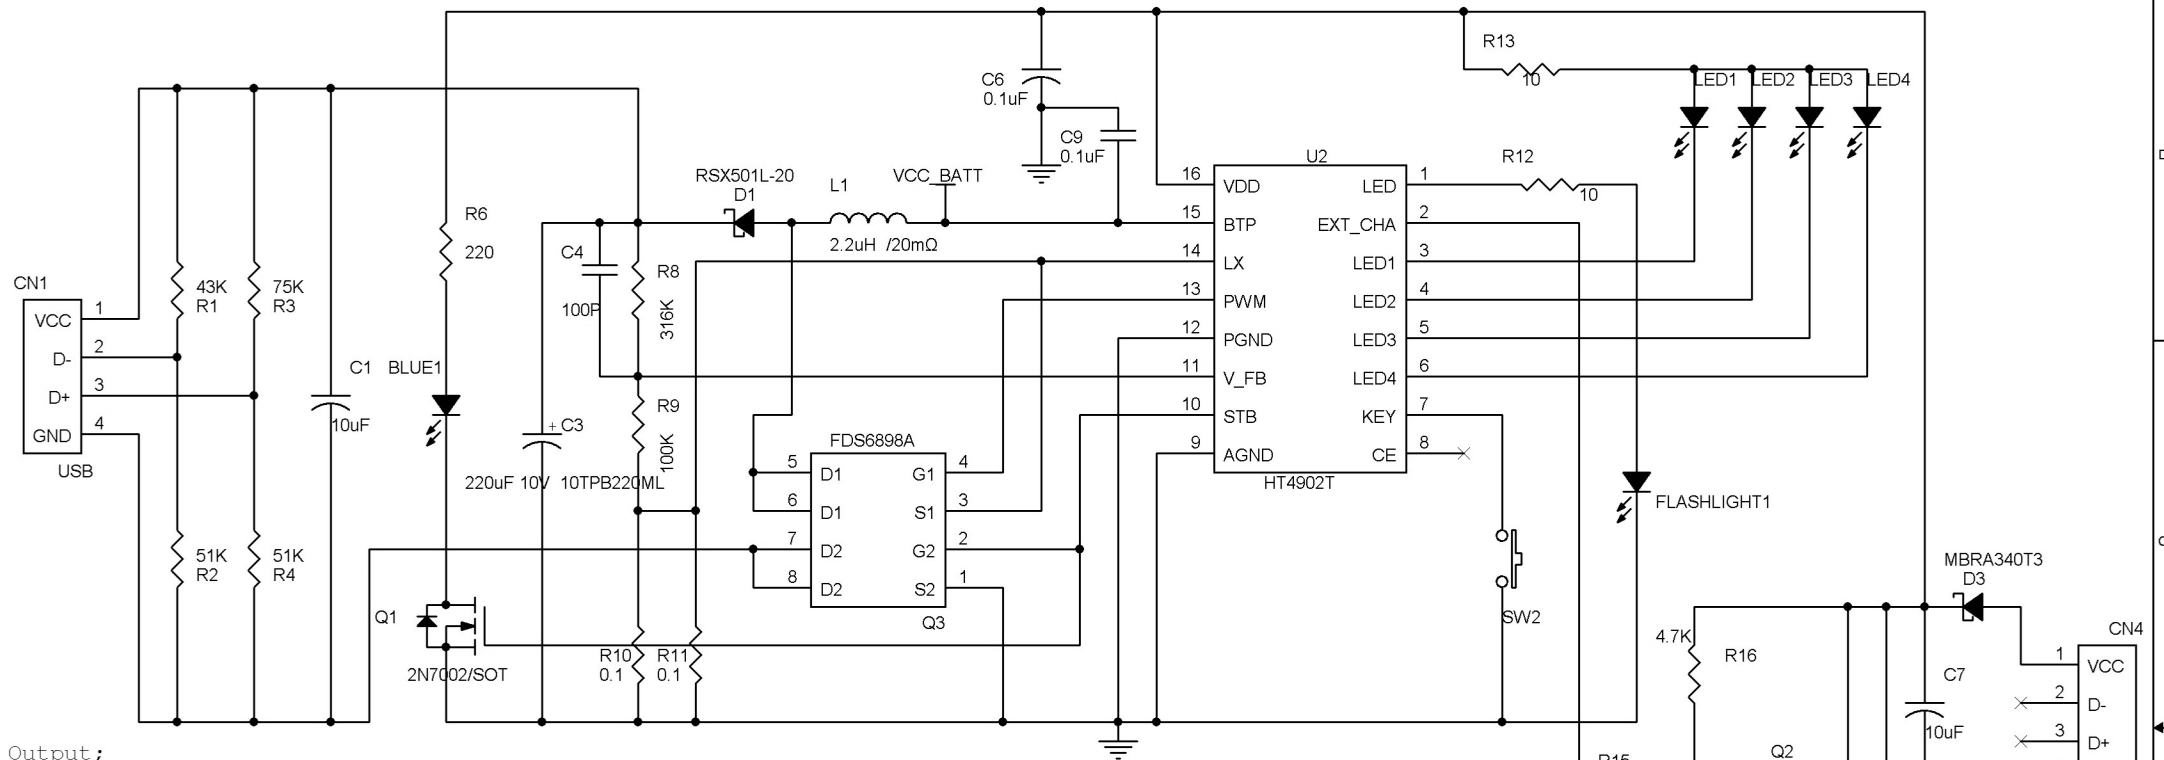 R13
10
LED1 LED2 LED3 LED4
C6
0.1uF
C9
0.1uF
U2
R12
10
RSX501L-20
D1
L1
VCC_BATT
2.2uH /20mΩ
16 VDD LED 1
15 BTP EXT_CHA 2
14 LX LED1 3
13 PWM LED2 4
12 PGND LED3 5
11 V_FB LED4 6
10 STB KEY 7
9 AGND CE 8
HT4902T
R6
220
C4
100P
R8
316K
CN1
VCC 1
D- 2
D+ 3
GND 4
USB
43K
R1
75K
R3
C1
10uF
BLUE1
+ C3
220uF 10V 10TPB220ML
R9
100K
FDS6898A
5 D1 G1 4
6 D1 S1 3
7 D2 G2 2
8 D2 S2 1
Q3
51K
R2
51K
R4
Q1
2N7002/SOT
R10
0.1
R11
0.1
FLASHLIGHT1
SW2
MBRA340T3
D3
4.7K
R16
C7
10uF
CN4
1 VCC
2 D-
3 D+
Q2
R15
Output;